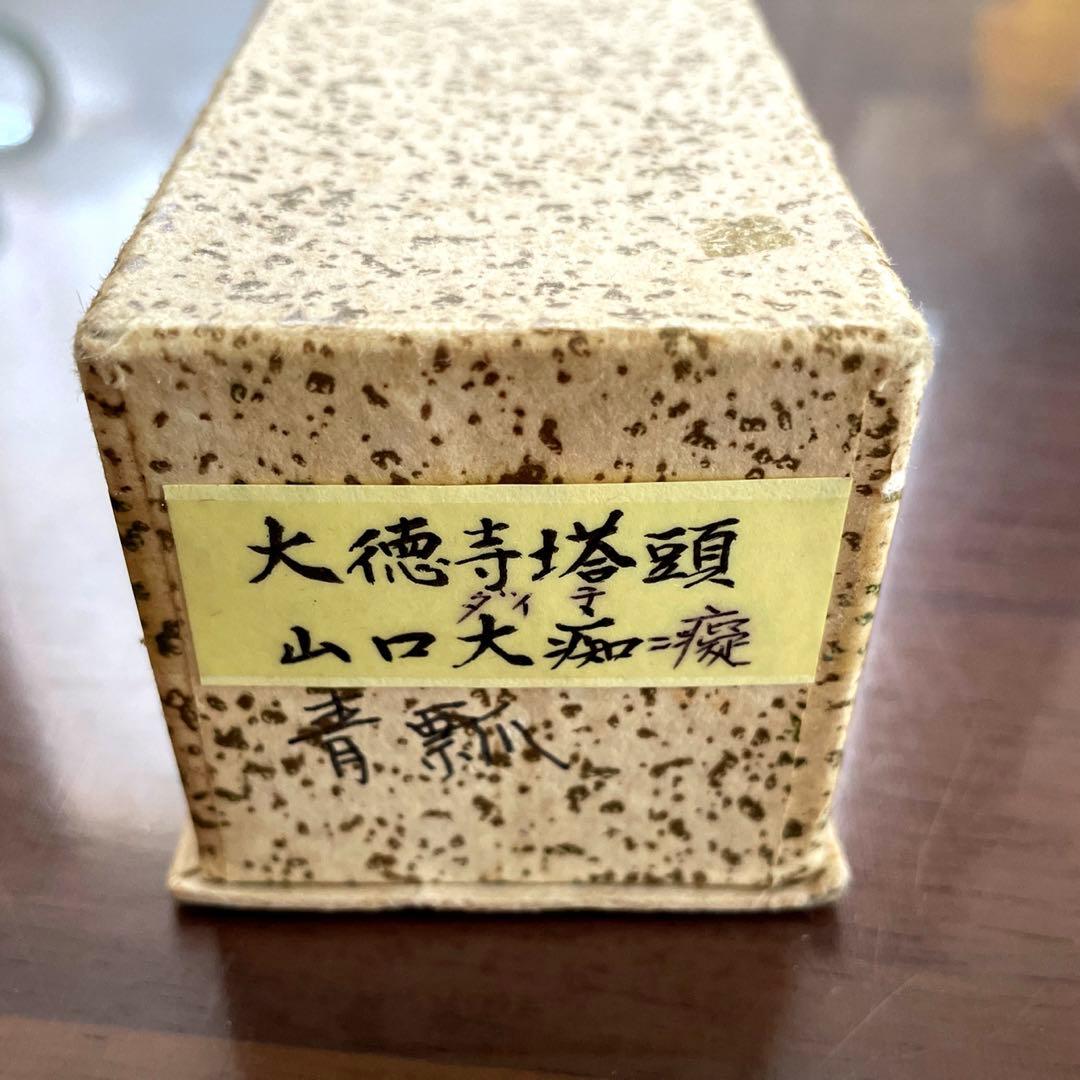 大徳寺塔頭
ダイ チ
山口大痴=癡
青瓢